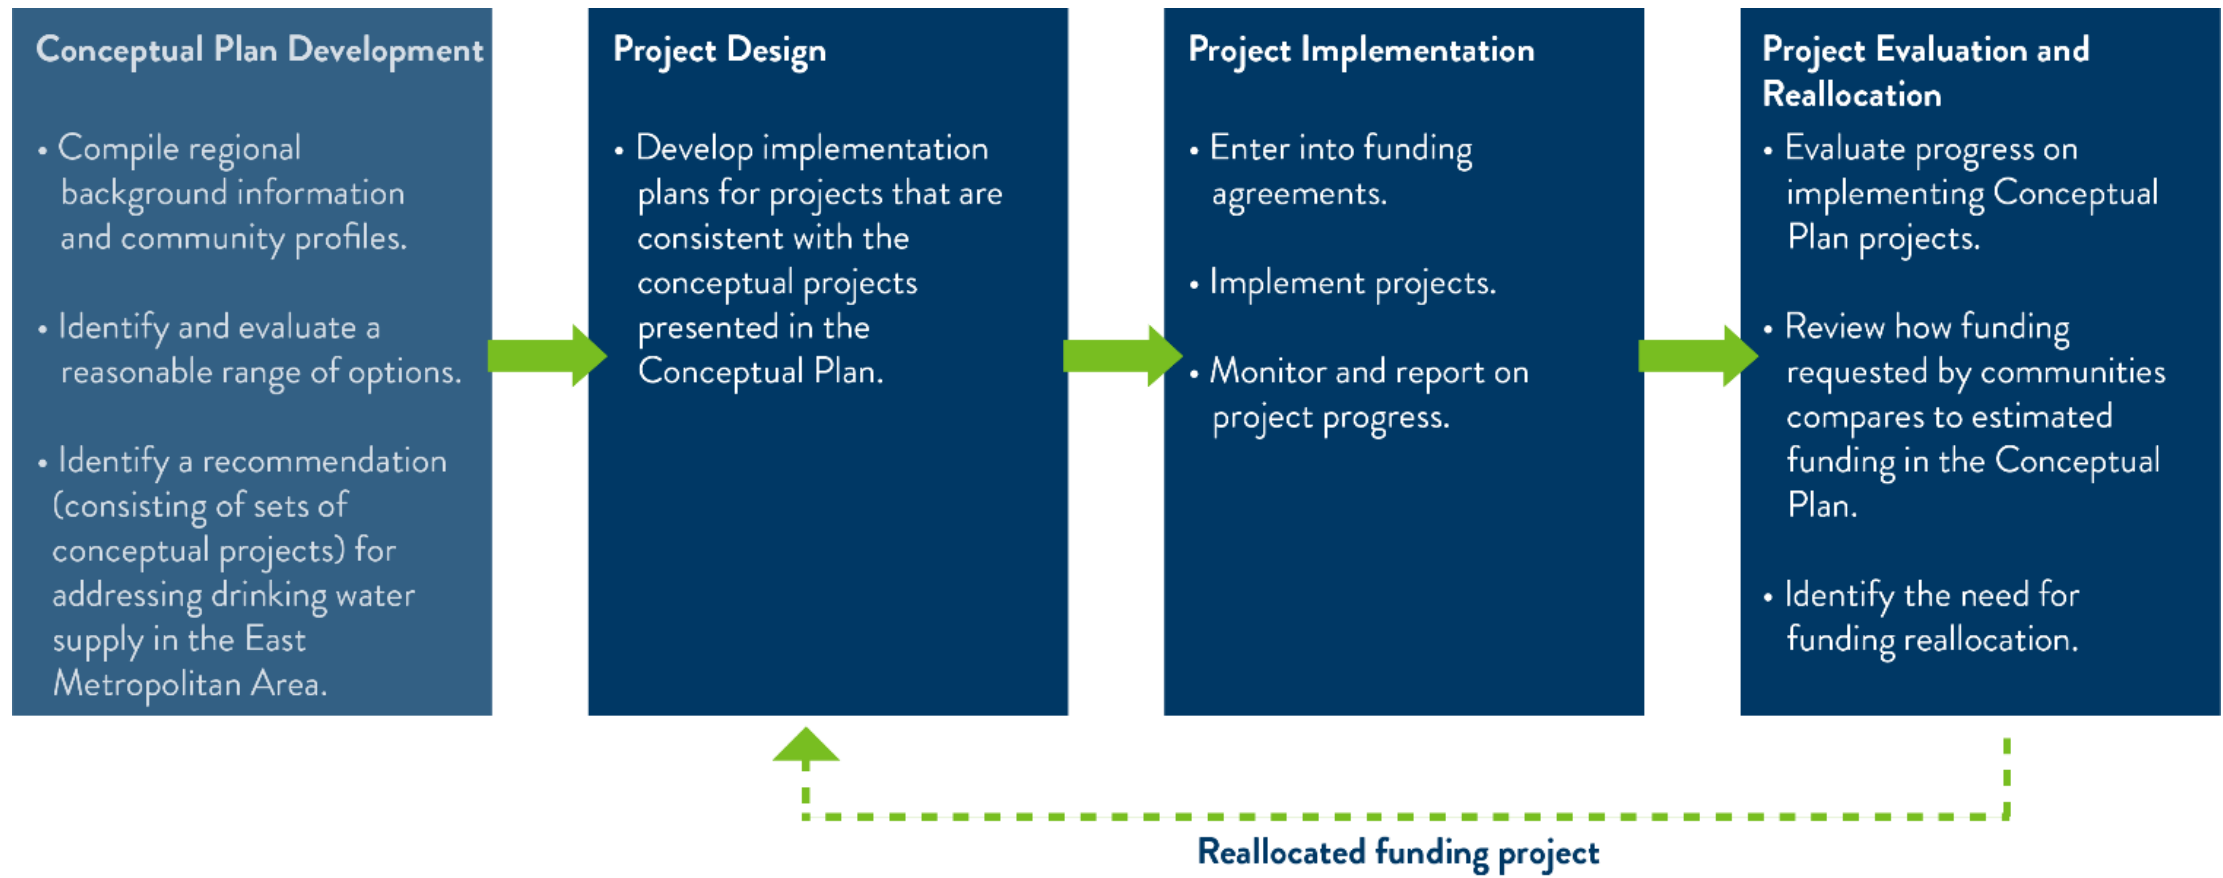 Conceptual Plan Development
• Compile regional
background information
and community profiles.
• Identify and evaluate a
reasonable range of options.
• Identify a recommendation
(consisting of sets of
conceptual projects) for
addressing drinking water
supply in the East
Metropolitan Area.
Project Design
• Develop implementation
plans for projects that are
consistent with the
conceptual projects
presented in the
Conceptual Plan.
Project Implementation
• Enter into funding
agreements.
• Implement projects.
• Monitor and report on
project progress.
Project Evaluation and
Reallocation
• Evaluate progress on
implementing Conceptual
Plan projects.
• Review how funding
requested by communities
compares to estimated
funding in the Conceptual
Plan.
• Identify the need for
funding reallocation.
Reallocated funding project